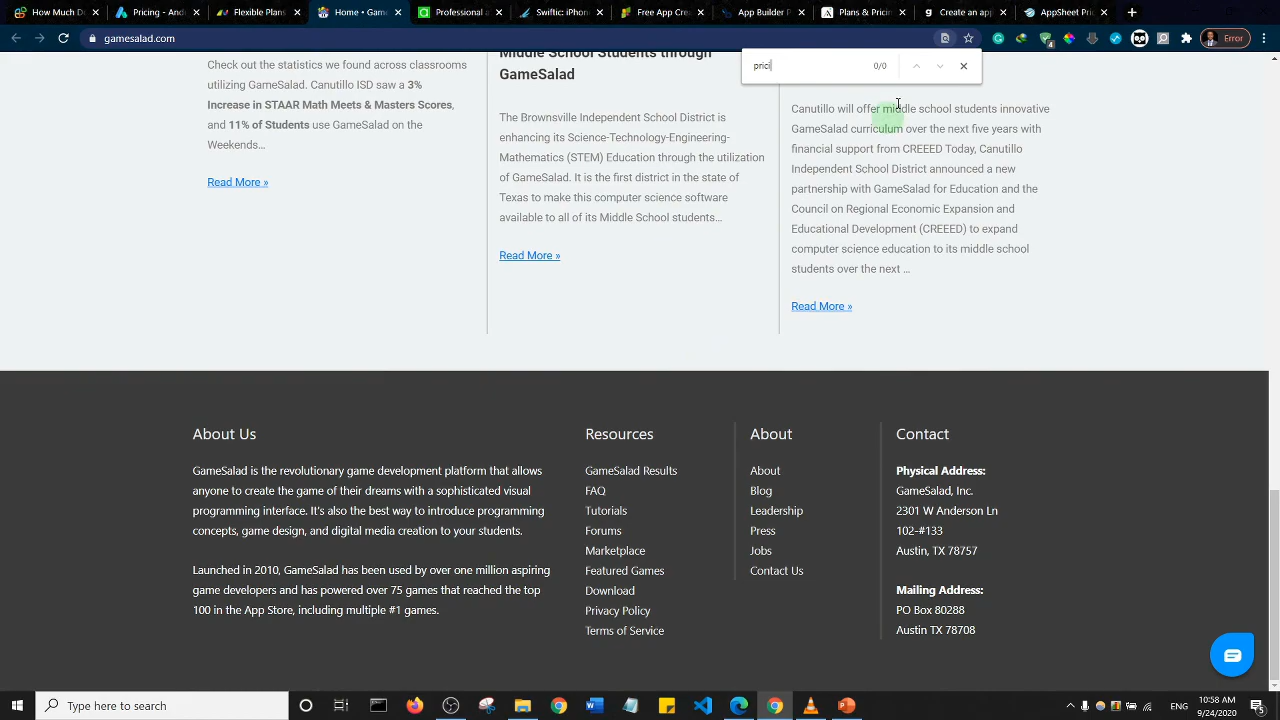 How Much D
Pricing - And
Flexible Plans
Home • Gam
Professional a
Swiftic: iPhon
Free App Crea
App Builder P
Plans & Pricin
Create an app
AppSheet Pric
gamesalad.com
Error
prici
0/0
Check out the statistics we found across classrooms
utilizing GameSalad. Canutillo ISD saw a 3%
Increase in STAAR Math Meets & Masters Scores,
and 11% of Students use GameSalad on the
Weekends…
Read More »
Middle School Students through
GameSalad
The Brownsville Independent School District is
enhancing its Science-Technology-Engineering-
Mathematics (STEM) Education through the utilization
of GameSalad. It is the first district in the state of
Texas to make this computer science software
available to all of its Middle School students…
Read More »
Canutillo will offer middle school students innovative
GameSalad curriculum over the next five years with
financial support from CREEED Today, Canutillo
Independent School District announced a new
partnership with GameSalad for Education and the
Council on Regional Economic Expansion and
Educational Development (CREEED) to expand
computer science education to its middle school
students over the next …
Read More »
About Us
GameSalad is the revolutionary game development platform that allows
anyone to create the game of their dreams with a sophisticated visual
programming interface. It's also the best way to introduce programming
concepts, game design, and digital media creation to your students.
Launched in 2010, GameSalad has been used by over one million aspiring
game developers and has powered over 75 games that reached the top
100 in the App Store, including multiple #1 games.
Resources
GameSalad Results
FAQ
Tutorials
Forums
Marketplace
Featured Games
Download
Privacy Policy
Terms of Service
About
About
Blog
Leadership
Press
Jobs
Contact Us
Contact
Physical Address:
GameSalad, Inc.
2301 W Anderson Ln
102-#133
Austin, TX 78757
Mailing Address:
PO Box 80288
Austin TX 78708
Type here to search
10:58 AM
9/24/2020